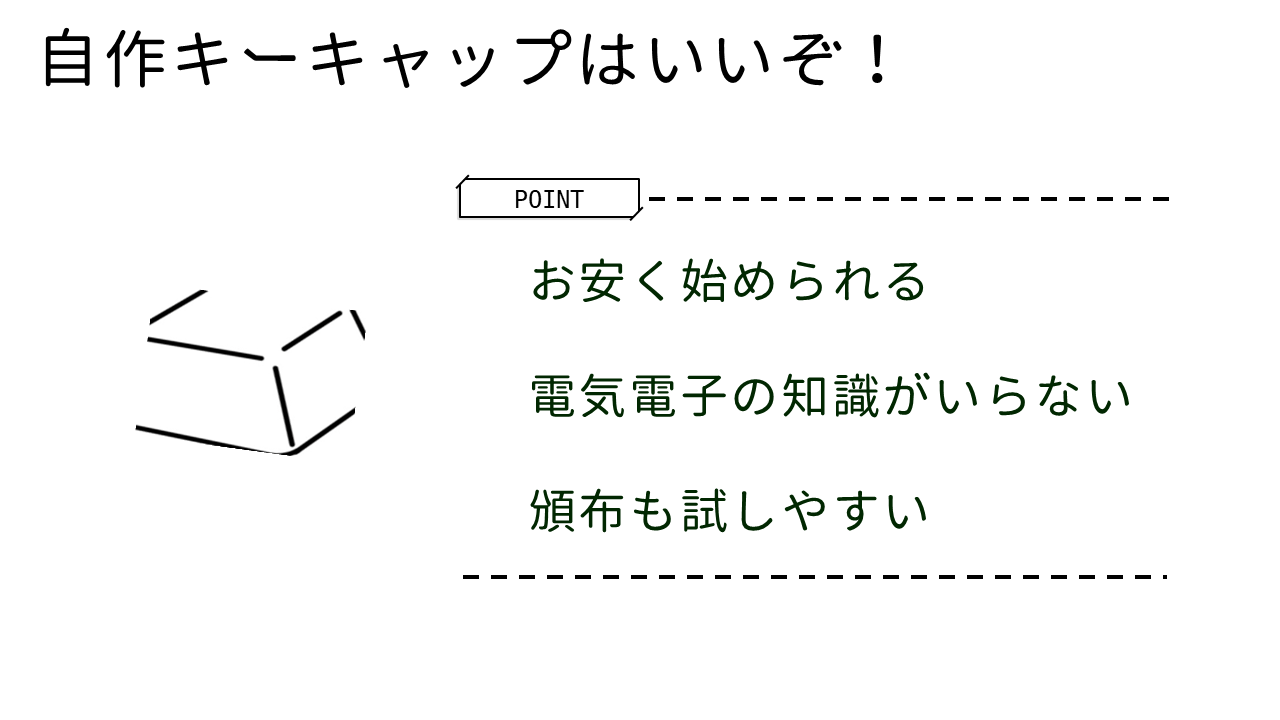 自作キーキャップはいいぞ！
POINT
お安く始められる
電気電子の知識がいらない
頒布も試しやすい